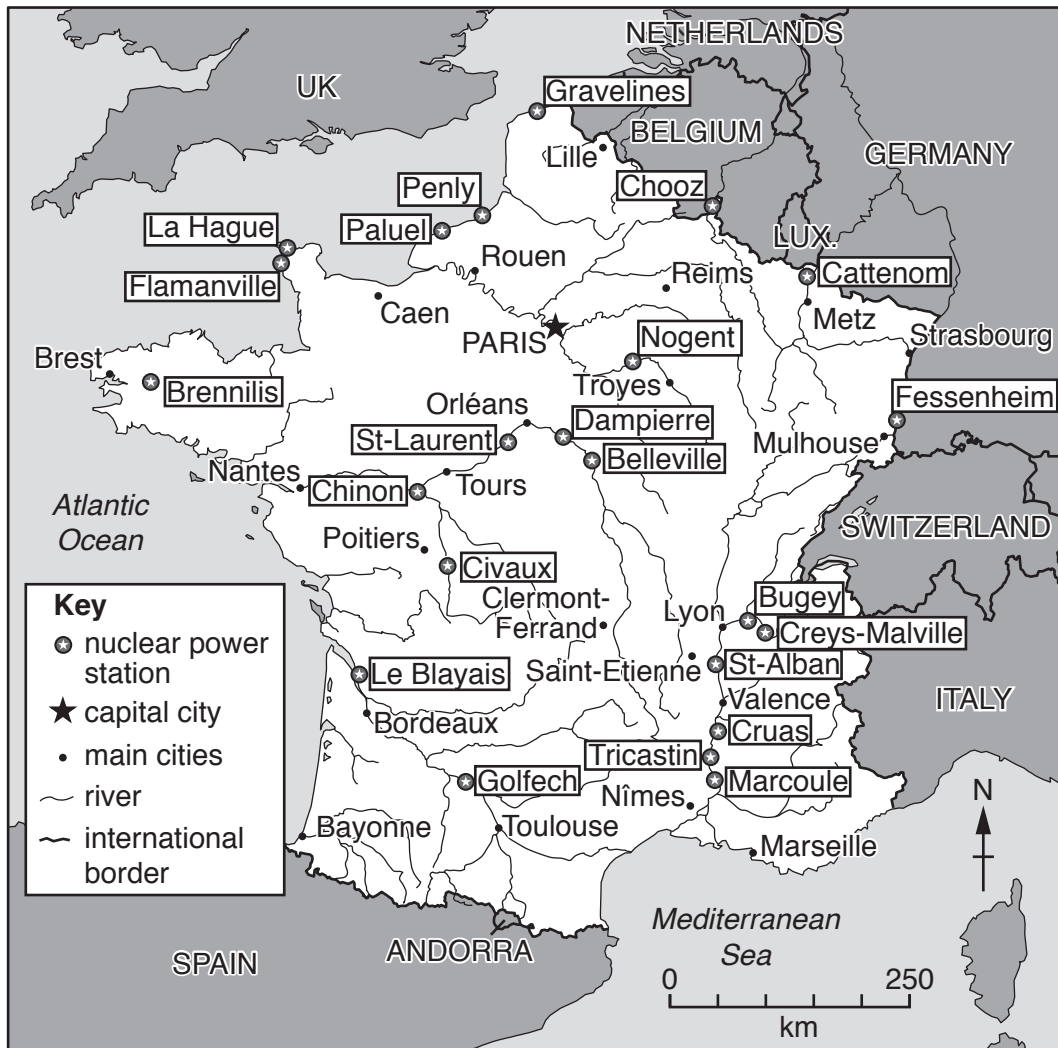 NETHERLANDS
UK
Gravelines
BELGIUM
GERMANY
Lille
Penly
Chooz
La Hague
Paluel
LUX.
Flamanville
Rouen
Reims
Cattenom
Caen
Metz
PARIS
Nogent
Strasbourg
Brest
Brennilis
Troyes
Fessenheim
Orléans
Dampierre
St-Laurent
Mulhouse
Belleville
Nantes
Chinon
Tours
Atlantic
Ocean
SWITZERLAND
Poitiers
Civaux
Clermont-
Ferrand
Lyon
Bugey
Creys-Malville
Key
nuclear power
station
capital city
main cities
river
international
border
Le Blayais
Saint-Etienne
St-Alban
ITALY
Bordeaux
Valence
Cruas
Tricastin
Golfech
Marcoule
Nîmes
N
Bayonne
Toulouse
Marseille
Mediterranean
Sea
ANDORRA
SPAIN
0 250
km